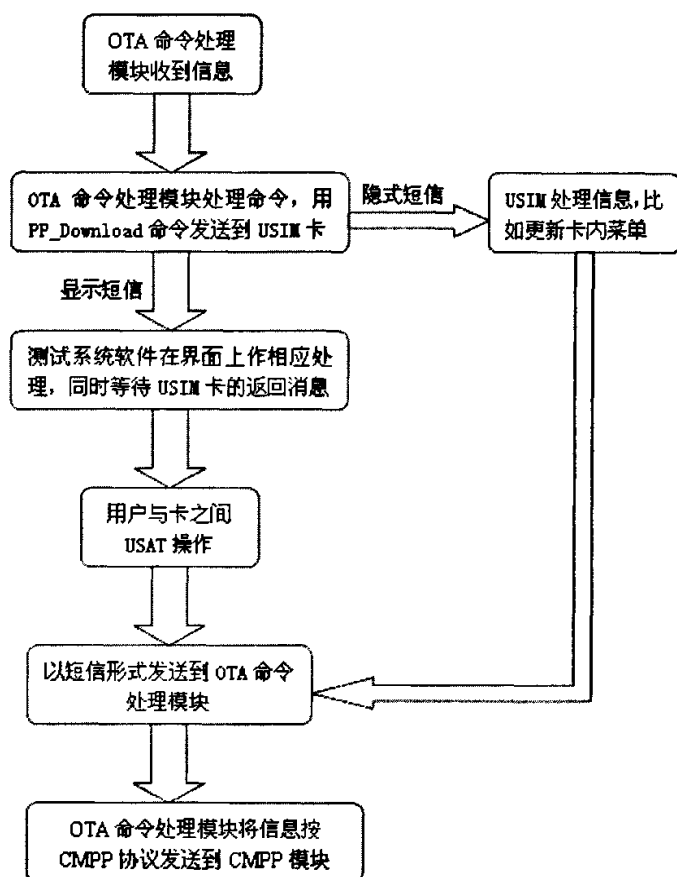 OTA 命令处理
模块收到信息
OTA 命令处理模块处理命令，用
PP_Download 命令发送到 USIM 卡
隐式短信
USIM 处理信息，比
如更新卡内菜单
显示短信
测试系统软件在界面上作相应处
理，同时等待 USIM 卡的返回消息
用户与卡之间
USAT 操作
以短信形式发送到 OTA 命令
处理模块
OTA 命令处理模块将信息按
CMPP 协议发送到 CMPP 模块